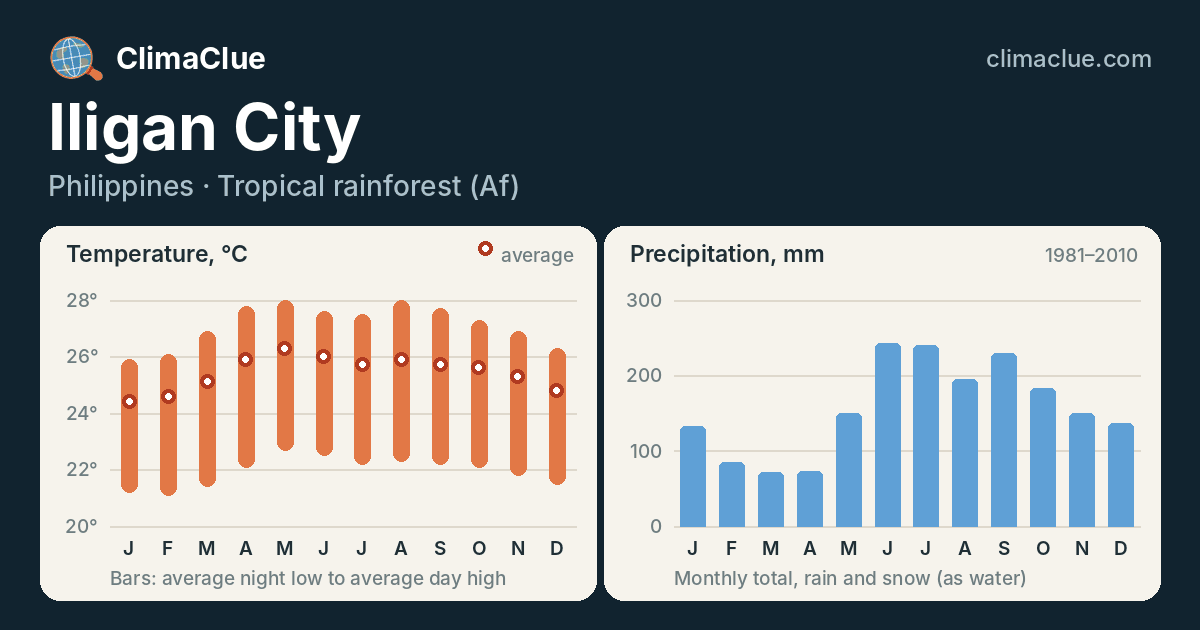 ClimaClue
climaclue.com
Iligan City
Philippines · Tropical rainforest (Af)
Temperature, °C
average
28°
26°
24°
22°
20°
J F M A M J J A S O N D
Bars: average night low to average day high
Precipitation, mm
1981–2010
300
200
100
0
J F M A M J J A S O N D
Monthly total, rain and snow (as water)